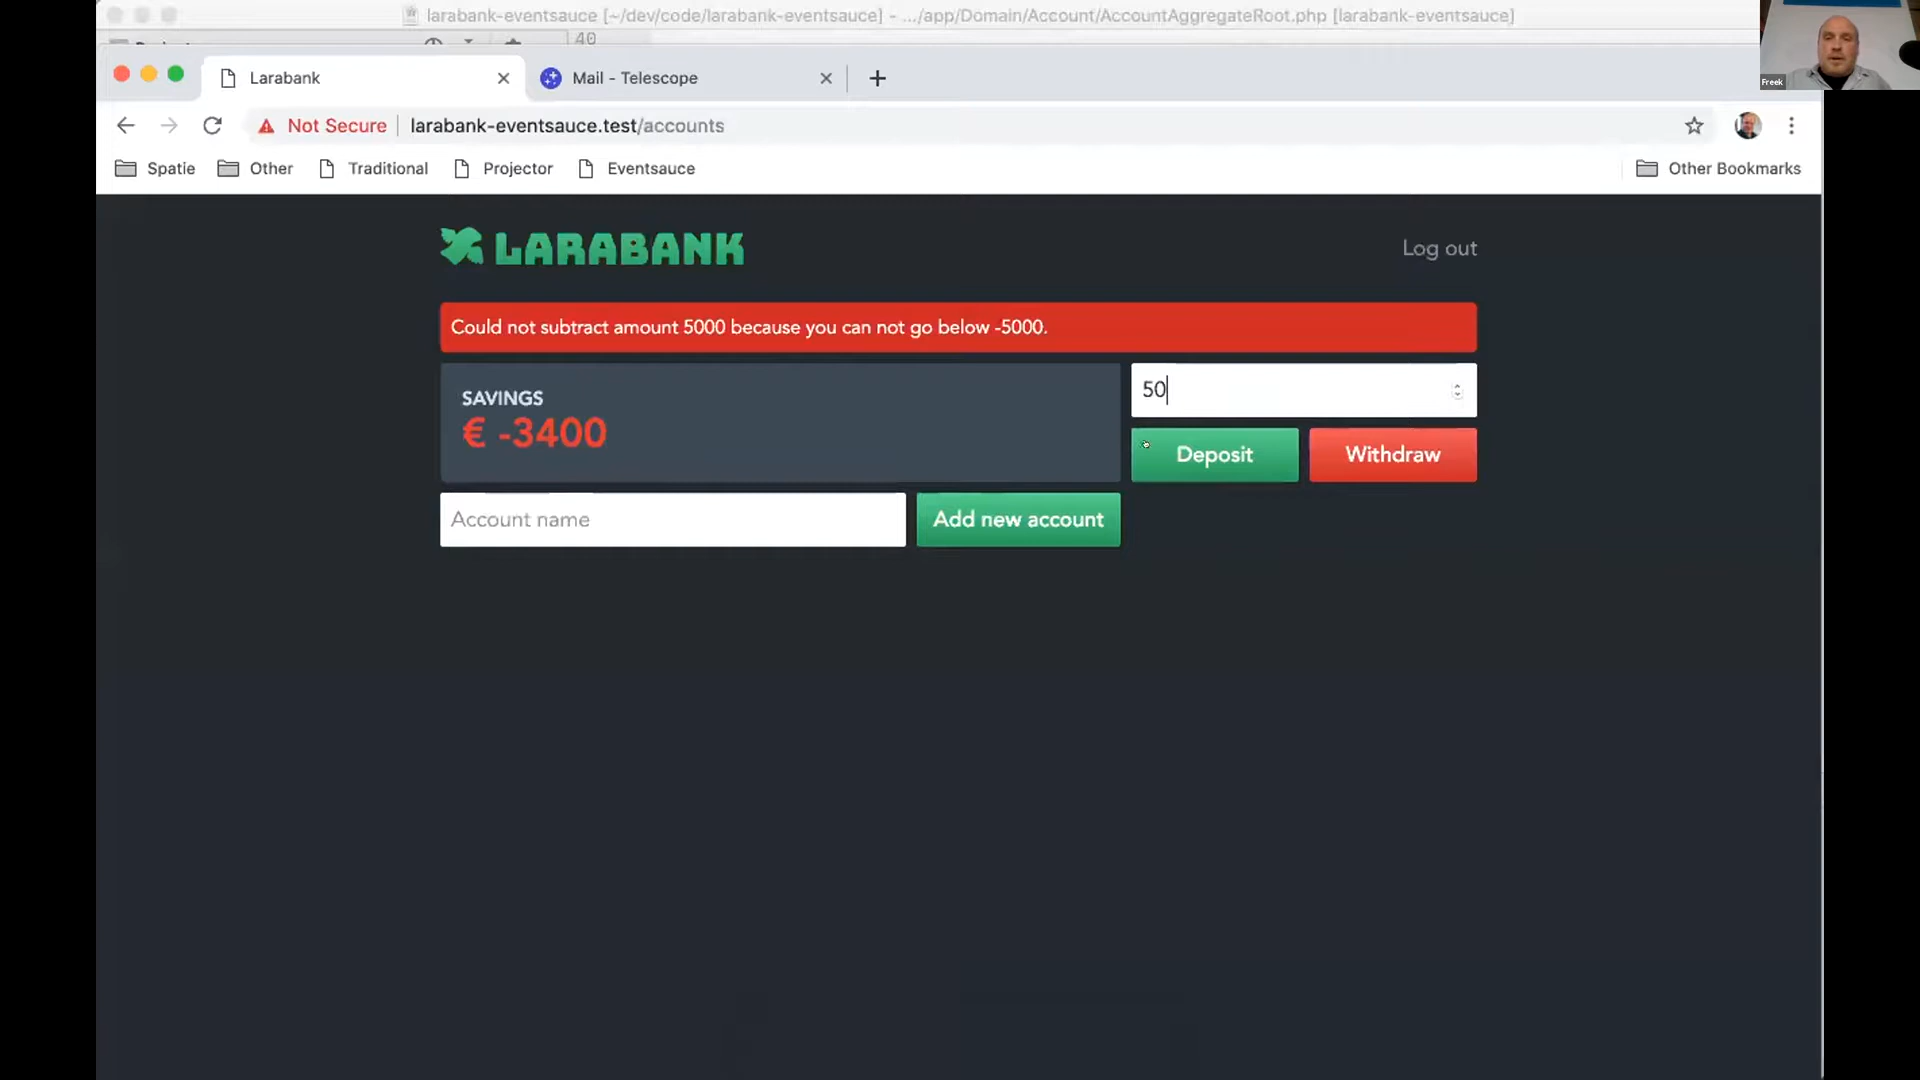 larabank-eventsauce [~/dev/code/larabank-eventsauce] - .../app/Domain/Account/AccountAggregateRoot.php [larabank-eventsauce]
40
Larabank
Mail - Telescope
Not Secure
larabank-eventsauce.test/accounts
Spatie
Other
Traditional
Projector
Eventsauce
Other Bookmarks
Freek
LARABANK
Log out
Could not subtract amount 5000 because you can not go below -5000.
SAVINGS
€ -3400
50
Deposit
Withdraw
Account name
Add new account